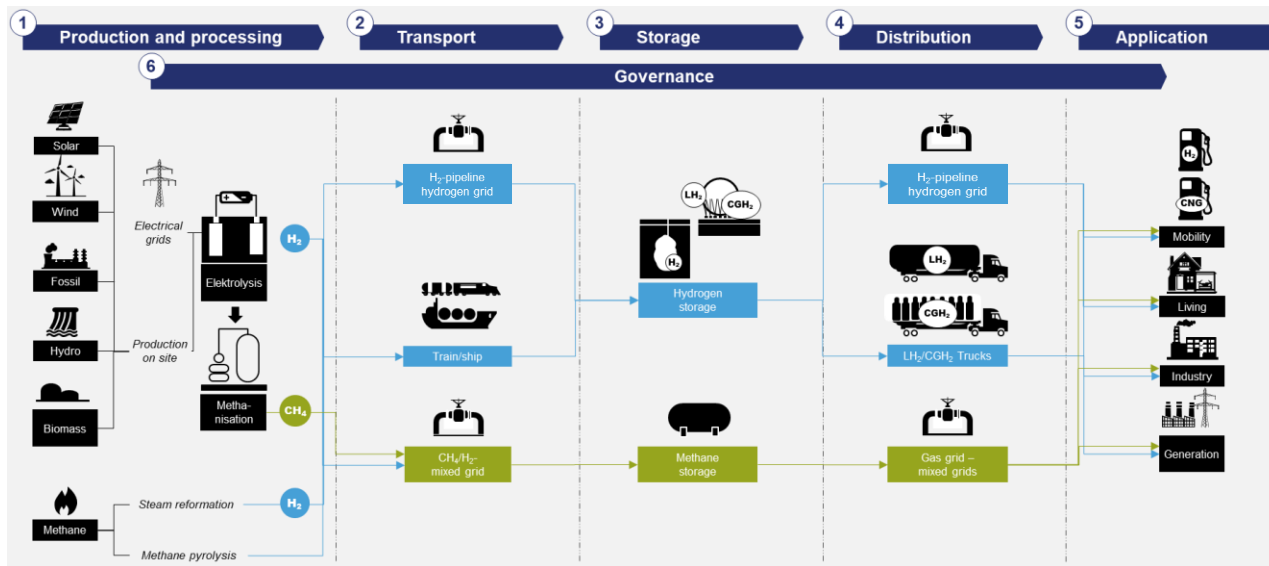 1
Production and processing
2
Transport
3
Storage
4
Distribution
5
Application
6
Governance
Solar
Wind
Fossil
Hydro
Biomass
Methane
Electrical
grids
Production
on site
Steam reformation
Methane pyrolysis
Elektrolysis
Metha-
nisation
H₂
CH₄
H₂
H₂-pipeline
hydrogen grid
Train/ship
CH₄/H₂-
mixed grid
LH₂
CGH₂
H₂
Hydrogen
storage
Methane
storage
H₂-pipeline
hydrogen grid
LH₂
CGH₂
LH₂/CGH₂ Trucks
Gas grid –
mixed grids
H₂
CNG
Mobility
Living
Industry
Generation